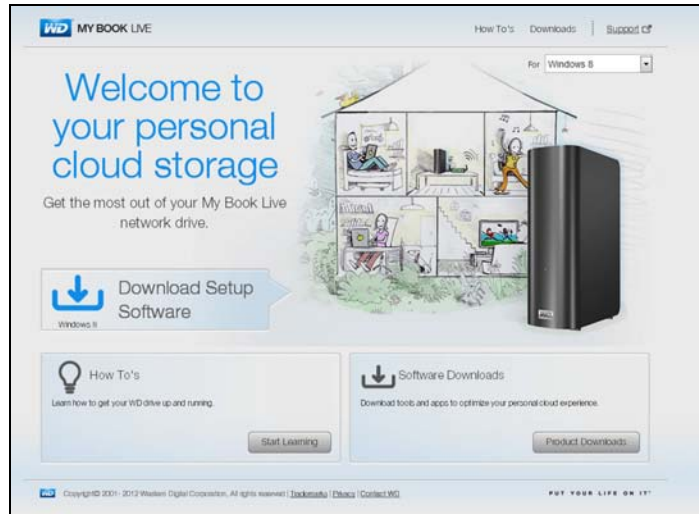 WD MY BOOK LIVE
How To's Downloads | Support
For Windows 8
Welcome to
your personal
cloud storage
Get the most out of your My Book Live
network drive.
Download Setup
Software
Windows 8
How To's
Learn how to get your WD drive up and running.
Start Learning
Software Downloads
Download tools and apps to optimize your personal cloud experience.
Product Downloads
WD Copyright© 2001- 2012 Western Digital Corporation, All rights reserved | Trademarks | Privacy | Contact WD
PUT YOUR LIFE ON IT